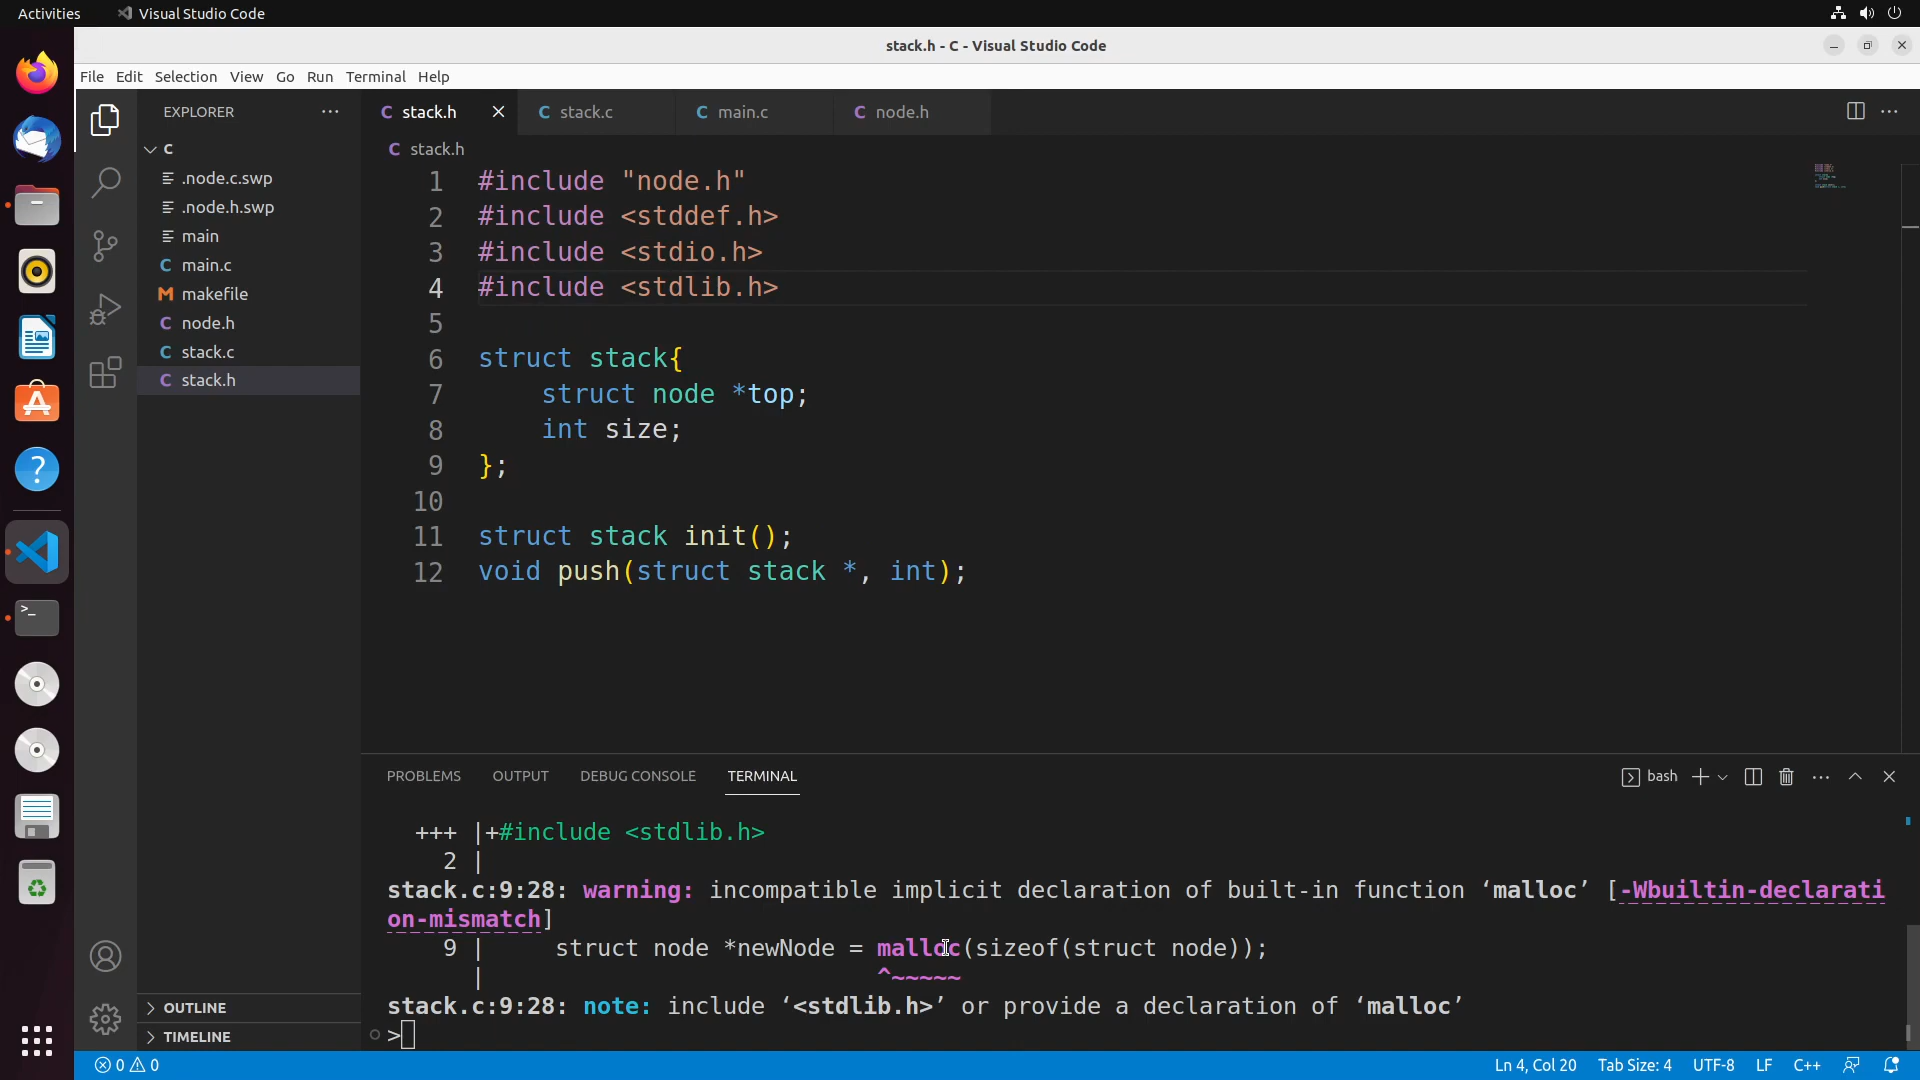 Activities
Visual Studio Code
stack.h - C - Visual Studio Code
File Edit Selection View Go Run Terminal Help
EXPLORER
stack.h
stack.c
main.c
node.h
C
.node.c.swp
.node.h.swp
main
main.c
makefile
node.h
stack.c
stack.h
OUTLINE
TIMELINE
stack.h
1 #include "node.h"
2 #include <stddef.h>
3 #include <stdio.h>
4 #include <stdlib.h>
5
6 struct stack{
7 struct node *top;
8 int size;
9 };
10
11 struct stack init();
12 void push(struct stack *, int);
PROBLEMS OUTPUT DEBUG CONSOLE TERMINAL
bash
+++ |+#include <stdlib.h>
2 |
stack.c:9:28: warning: incompatible implicit declaration of built-in function ‘malloc’ [-Wbuiltin-declarati
on-mismatch]
9 | struct node *newNode = malloc(sizeof(struct node));
| ^~~~~~
stack.c:9:28: note: include ‘<stdlib.h>’ or provide a declaration of ‘malloc’
>
0 0
Ln 4, Col 20 Tab Size: 4 UTF-8 LF C++